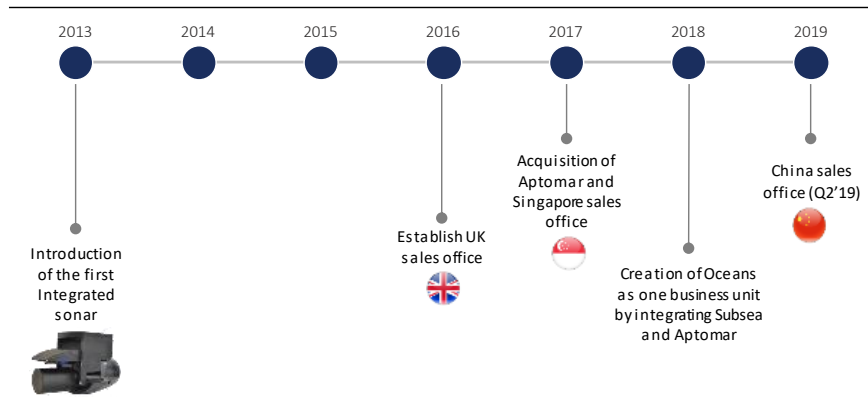 2013 2014 2015 2016 2017 2018 2019
Introduction
of the first
Integrated
sonar
Establish UK
sales office
Acquisition of
Aptomar and
Singapore sales
office
Creation of Oceans
as one business unit
by integrating Subsea
and Aptomar
China sales
office (Q2'19)